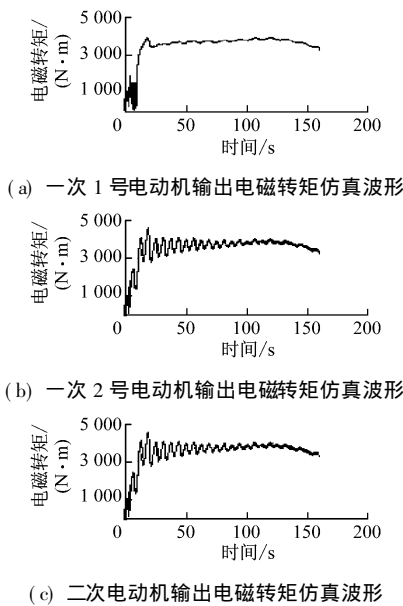 5 000
3 000
1 000
电磁转矩/
(N·m)
0 50 100 150 200
时间/s
(a) 一次 1 号电动机输出电磁转矩仿真波形
5 000
3 000
1 000
电磁转矩/
(N·m)
0 50 100 150 200
时间/s
(b) 一次 2 号电动机输出电磁转矩仿真波形
5 000
3 000
1 000
电磁转矩/
(N·m)
0 50 100 150 200
时间/s
(c) 二次电动机输出电磁转矩仿真波形